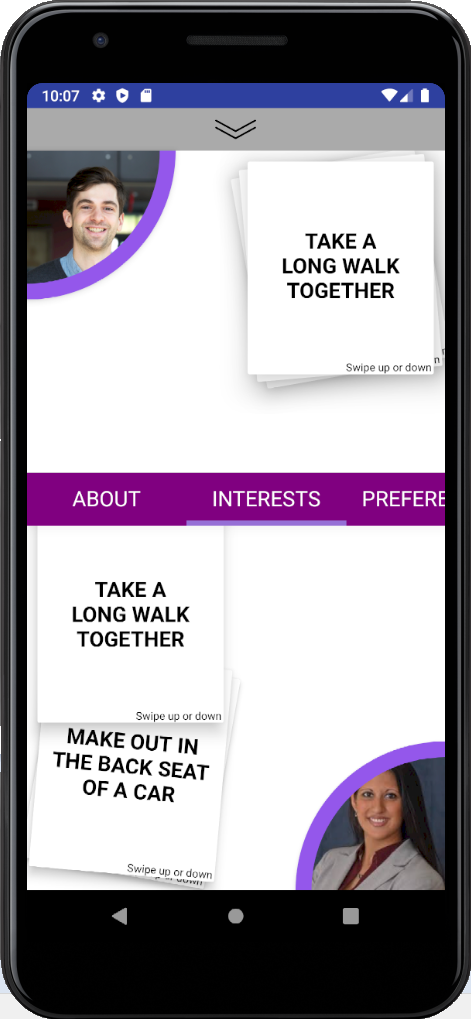 10:07
TAKE A
LONG WALK
TOGETHER
Swipe up or down
ABOUT
INTERESTS
PREFERE
TAKE A
LONG WALK
TOGETHER
Swipe up or down
MAKE OUT IN
THE BACK SEAT
OF A CAR
Swipe up or down